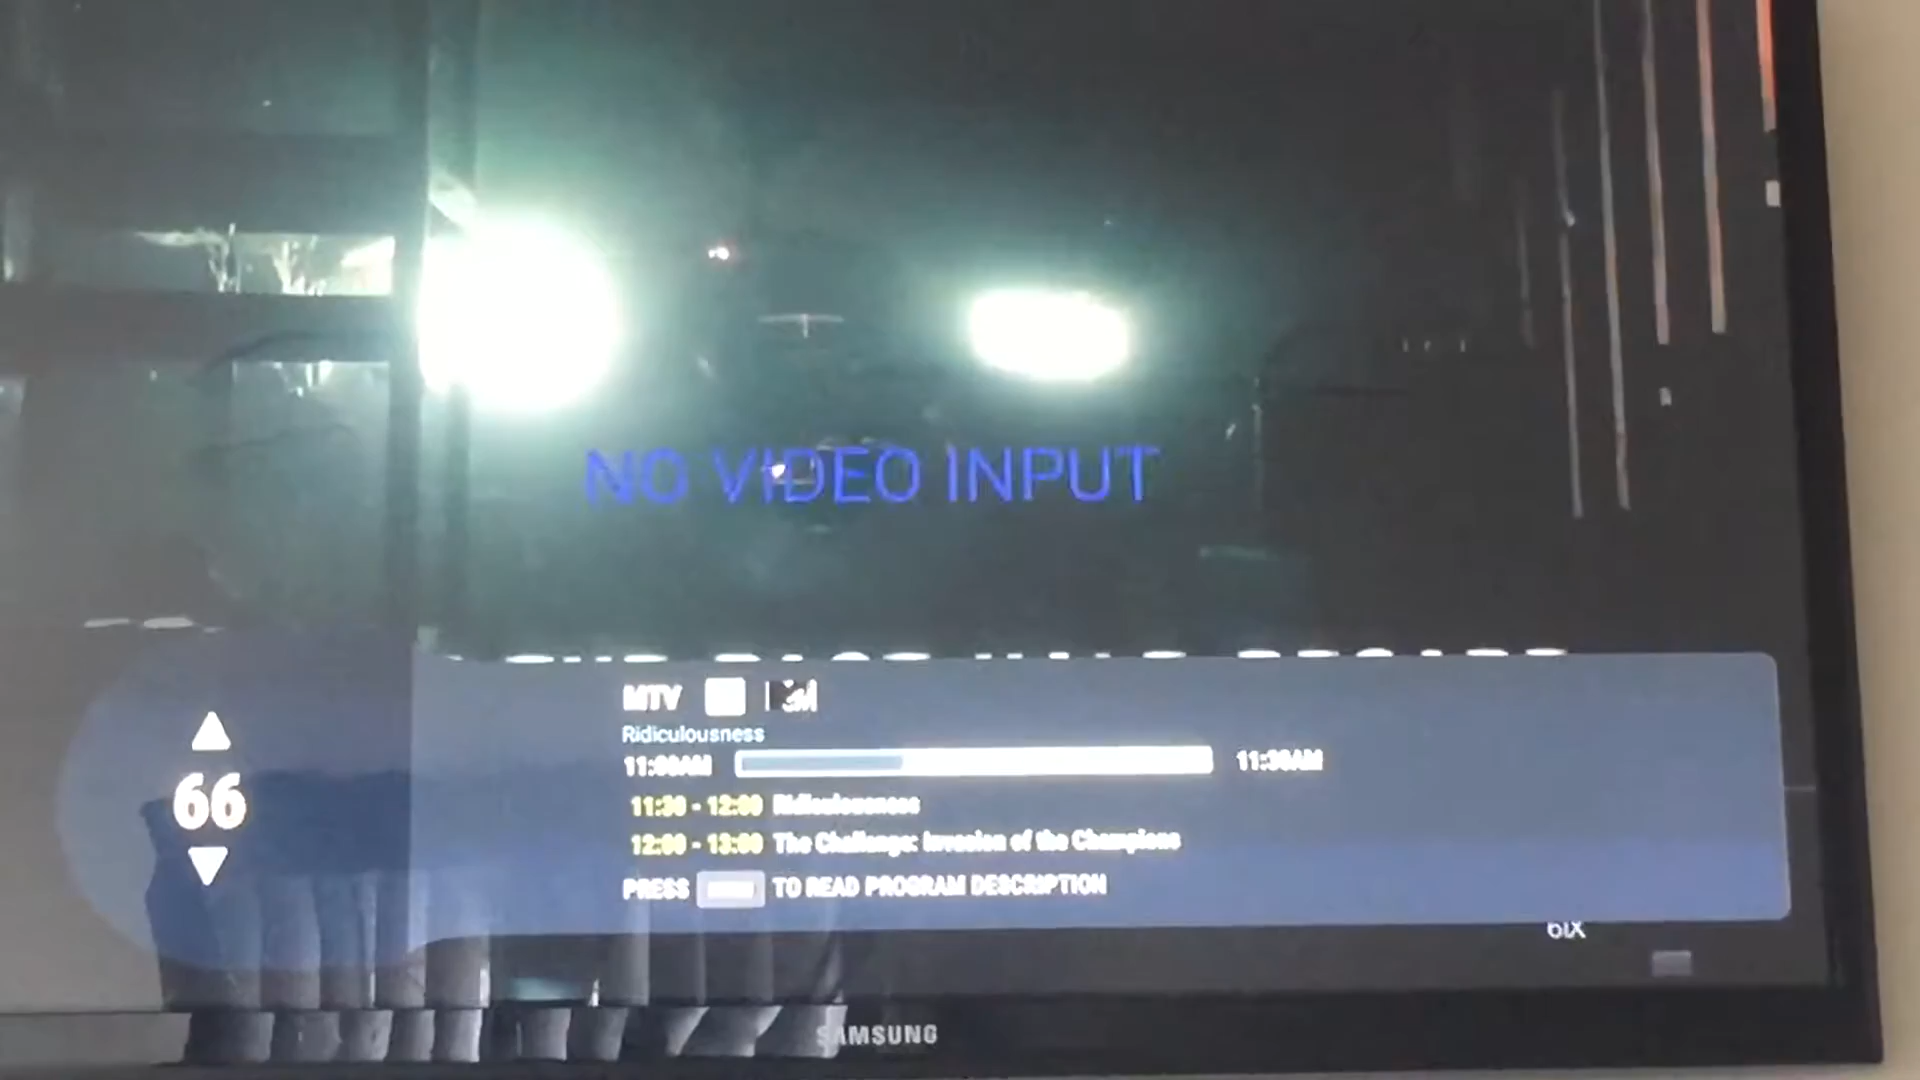 NO VIDEO INPUT
MTV
Ridiculousness
11:00AM 11:30AM
66
11:30 - 12:00 Ridiculousness
12:00 - 13:00 The Challenge: Invasion of the Champions
PRESS TO READ PROGRAM DESCRIPTION
SAMSUNG